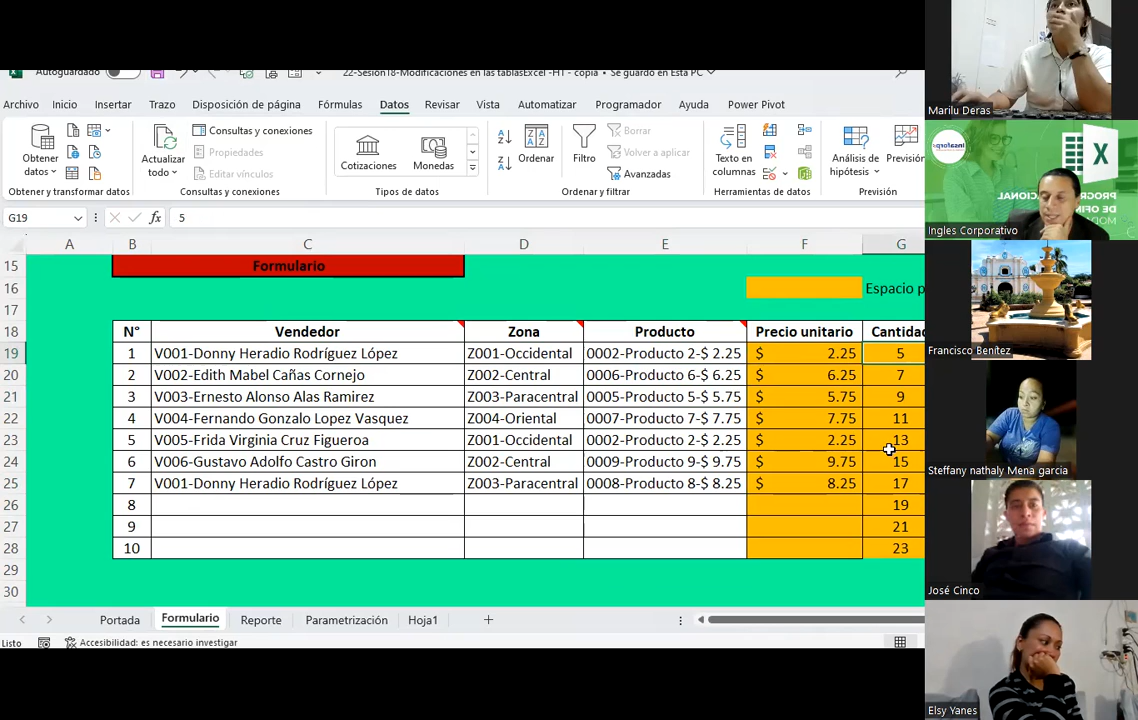 Autoguardado
22-Sesion18-Modificaciones en las tablasExcel -HT - copia • Se guardó en Esta PC
Archivo Inicio Insertar Trazo Disposición de página Fórmulas Datos Revisar Vista Automatizar Programador Ayuda Power Pivot
Obtener datos
Actualizar todo
Consultas y conexiones
Propiedades
Editar vínculos
Cotizaciones
Monedas
Ordenar
Filtro
Borrar
Volver a aplicar
Avanzadas
Texto en columnas
Análisis de hipótesis
Previsión
Obtener y transformar datos
Consultas y conexiones
Tipos de datos
Ordenar y filtrar
Herramientas de datos
Previsión
G19 fx 5
A B C D E F G
15 Formulario
16 Espacio p
17
18 N° Vendedor Zona Producto Precio unitario Cantidad
19 1 V001-Donny Heradio Rodríguez López Z001-Occidental 0002-Producto 2-$ 2.25 $ 2.25 5
20 2 V002-Edith Mabel Cañas Cornejo Z002-Central 0006-Producto 6-$ 6.25 $ 6.25 7
21 3 V003-Ernesto Alonso Alas Ramirez Z003-Paracentral 0005-Producto 5-$ 5.75 $ 5.75 9
22 4 V004-Fernando Gonzalo Lopez Vasquez Z004-Oriental 0007-Producto 7-$ 7.75 $ 7.75 11
23 5 V005-Frida Virginia Cruz Figueroa Z001-Occidental 0002-Producto 2-$ 2.25 $ 2.25 13
24 6 V006-Gustavo Adolfo Castro Giron Z002-Central 0009-Producto 9-$ 9.75 $ 9.75 15
25 7 V001-Donny Heradio Rodríguez López Z003-Paracentral 0008-Producto 8-$ 8.25 $ 8.25 17
26 8 19
27 9 21
28 10 23
29
30
Portada Formulario Reporte Parametrización Hoja1
Listo Accesibilidad: es necesario investigar
Marilu Deras
Ingles Corporativo
Francisco Benítez
Steffany nathaly Mena garcia
José Cinco
Elsy Yanes